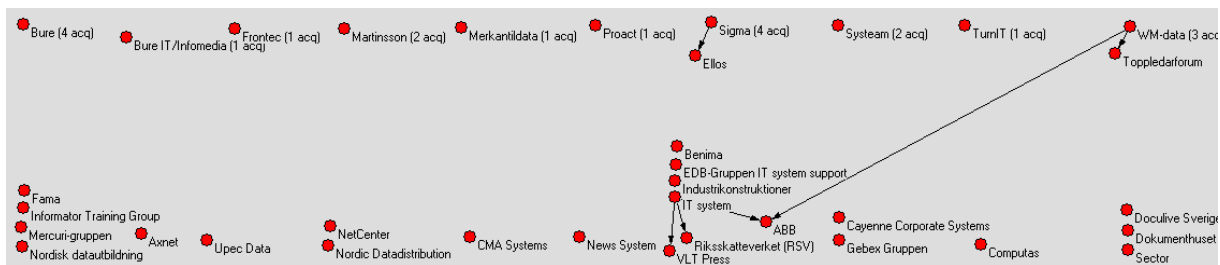 Bure (4 acq)
Bure IT/Infomedia (1 acq)
Frontec (1 acq)
Martinsson (2 acq)
Merkantildata (1 acq)
Proact (1 acq)
Sigma (4 acq)
Systeam (2 acq)
TurnIT (1 acq)
WM-data (3 acq
Ellos
Toppledarforum
Benima
EDB-Gruppen IT system support
Industrikonstruktioner
IT system
ABB
Riksskatteverket (RSV)
VLT Press
Fama
Informator Training Group
Mercuri-gruppen
Nordisk datautbildning
Axnet
Upec Data
NetCenter
Nordic Datadistribution
CMA Systems
News System
Cayenne Corporate Systems
Gebex Gruppen
Computas
Doculive Sverige
Dokumenthuset
Sector